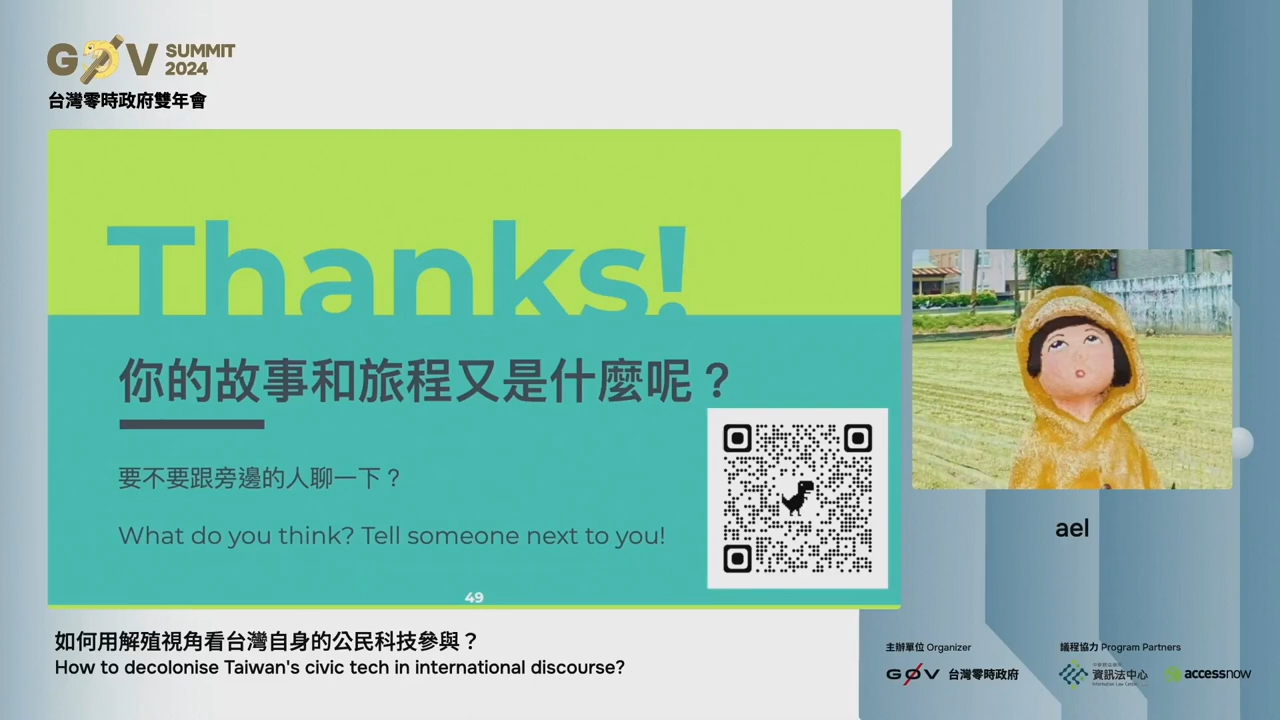 G0V SUMMIT 2024
台灣零時政府雙年會
Thanks!
你的故事和旅程又是什麼呢？
要不要跟旁邊的人聊一下？
What do you think? Tell someone next to you!
49
ael
如何用解殖視角看台灣自身的公民科技參與？
How to decolonise Taiwan's civic tech in international discourse?
主辦單位 Organizer
議程協力 Program Partners
G0V 台灣零時政府
資訊法中心
Information Law Center
accessnow